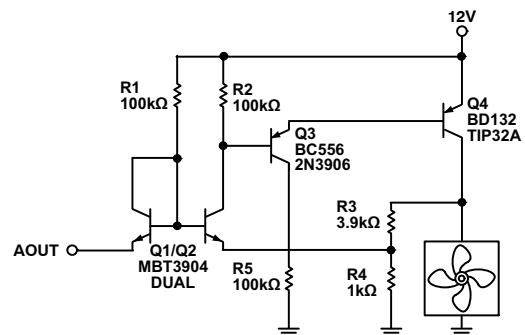 12V
R1
100kΩ
R2
100kΩ
Q3
BC556
2N3906
Q4
BD132
TIP32A
AOUT
Q1/Q2
MBT3904
DUAL
R5
100kΩ
R3
3.9kΩ
R4
1kΩ